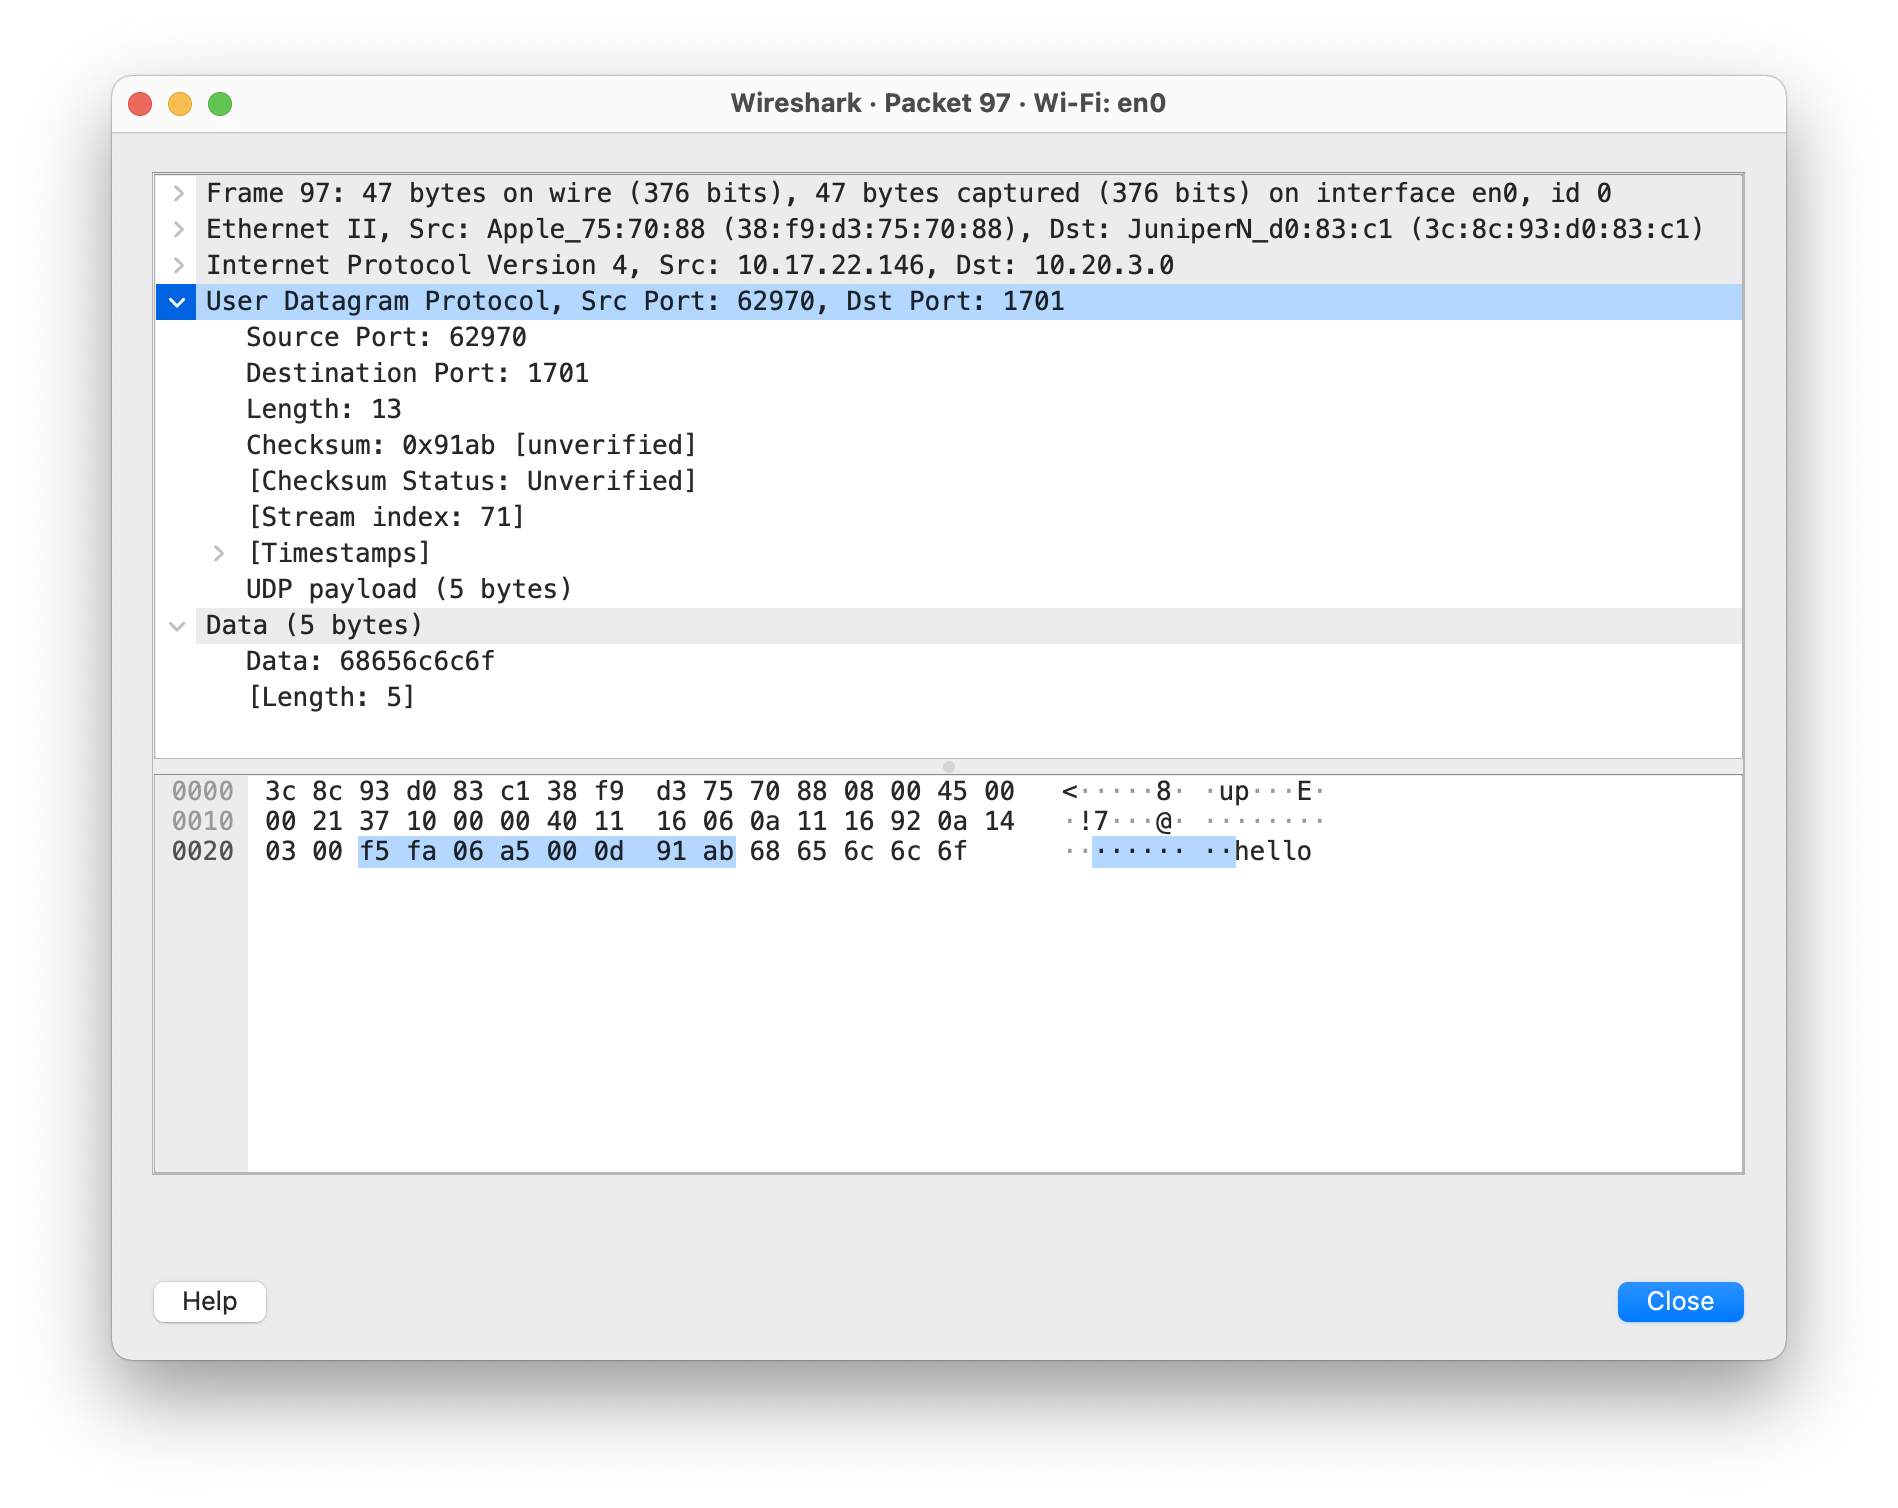 Wireshark · Packet 97 · Wi-Fi: en0
Frame 97: 47 bytes on wire (376 bits), 47 bytes captured (376 bits) on interface en0, id 0
Ethernet II, Src: Apple_75:70:88 (38:f9:d3:75:70:88), Dst: JuniperN_d0:83:c1 (3c:8c:93:d0:83:c1)
Internet Protocol Version 4, Src: 10.17.22.146, Dst: 10.20.3.0
User Datagram Protocol, Src Port: 62970, Dst Port: 1701
Source Port: 62970
Destination Port: 1701
Length: 13
Checksum: 0x91ab [unverified]
[Checksum Status: Unverified]
[Stream index: 71]
[Timestamps]
UDP payload (5 bytes)
Data (5 bytes)
Data: 68656c6c6f
[Length: 5]
0000 3c 8c 93 d0 83 c1 38 f9 d3 75 70 88 08 00 45 00 <·····8· ·up···E·
0010 00 21 37 10 00 00 40 11 16 06 0a 11 16 92 0a 14 ·!7···@· ········
0020 03 00 f5 fa 06 a5 00 0d 91 ab 68 65 6c 6c 6f ········ ··hello
Help
Close